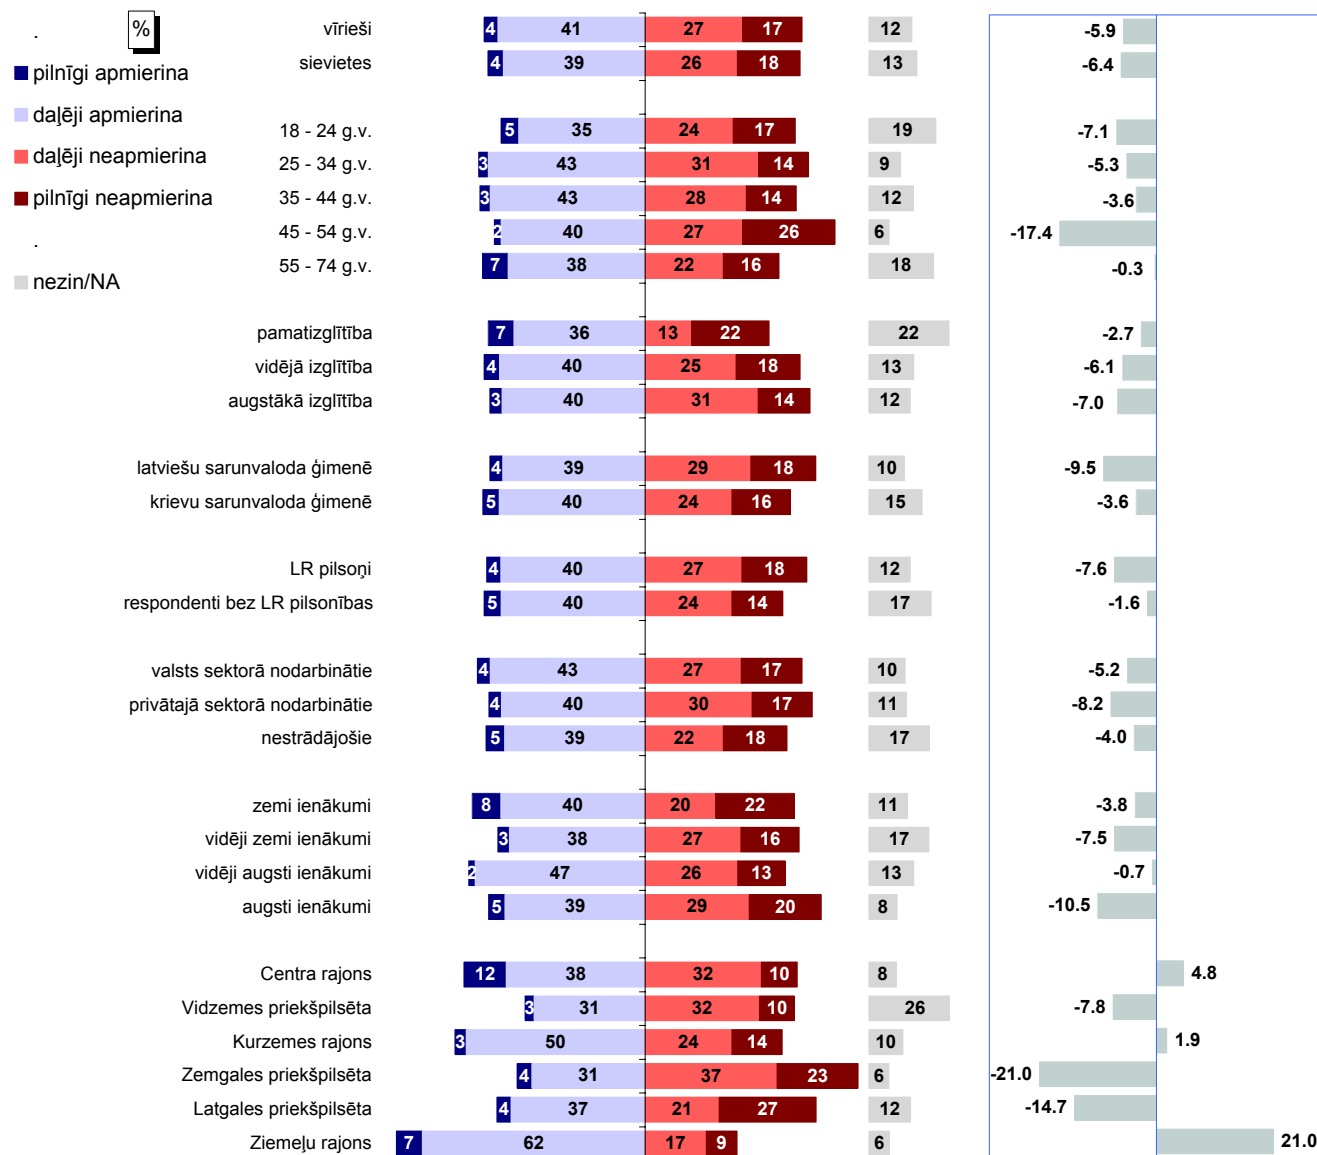 . %
pilnīgi apmierina
daļēji apmierina
daļēji neapmierina
pilnīgi neapmierina
.
nezin/NA
vīrieši 4 41 27 17 12 -5.9
sievietes 4 39 26 18 13 -6.4
18 - 24 g.v. 5 35 24 17 19 -7.1
25 - 34 g.v. 3 43 31 14 9 -5.3
35 - 44 g.v. 3 43 28 14 12 -3.6
45 - 54 g.v. 2 40 27 26 6 -17.4
55 - 74 g.v. 7 38 22 16 18 -0.3
pamatizglītība 7 36 13 22 22 -2.7
vidējā izglītība 4 40 25 18 13 -6.1
augstākā izglītība 3 40 31 14 12 -7.0
latviešu sarunvaloda ģimenē 4 39 29 18 10 -9.5
krievu sarunvaloda ģimenē 5 40 24 16 15 -3.6
LR pilsoņi 4 40 27 18 12 -7.6
respondenti bez LR pilsonības 5 40 24 14 17 -1.6
valsts sektorā nodarbinātie 4 43 27 17 10 -5.2
privātajā sektorā nodarbinātie 4 40 30 17 11 -8.2
nestrādājošie 5 39 22 18 17 -4.0
zemi ienākumi 8 40 20 22 11 -3.8
vidēji zemi ienākumi 3 38 27 16 17 -7.5
vidēji augsti ienākumi 2 47 26 13 13 -0.7
augsti ienākumi 5 39 29 20 8 -10.5
Centra rajons 12 38 32 10 8 4.8
Vidzemes priekšpilsēta 3 31 32 10 26 -7.8
Kurzemes rajons 3 50 24 14 10 1.9
Zemgales priekšpilsēta 4 31 37 23 6 -21.0
Latgales priekšpilsēta 4 37 21 27 12 -14.7
Ziemeļu rajons 7 62 17 9 6 21.0